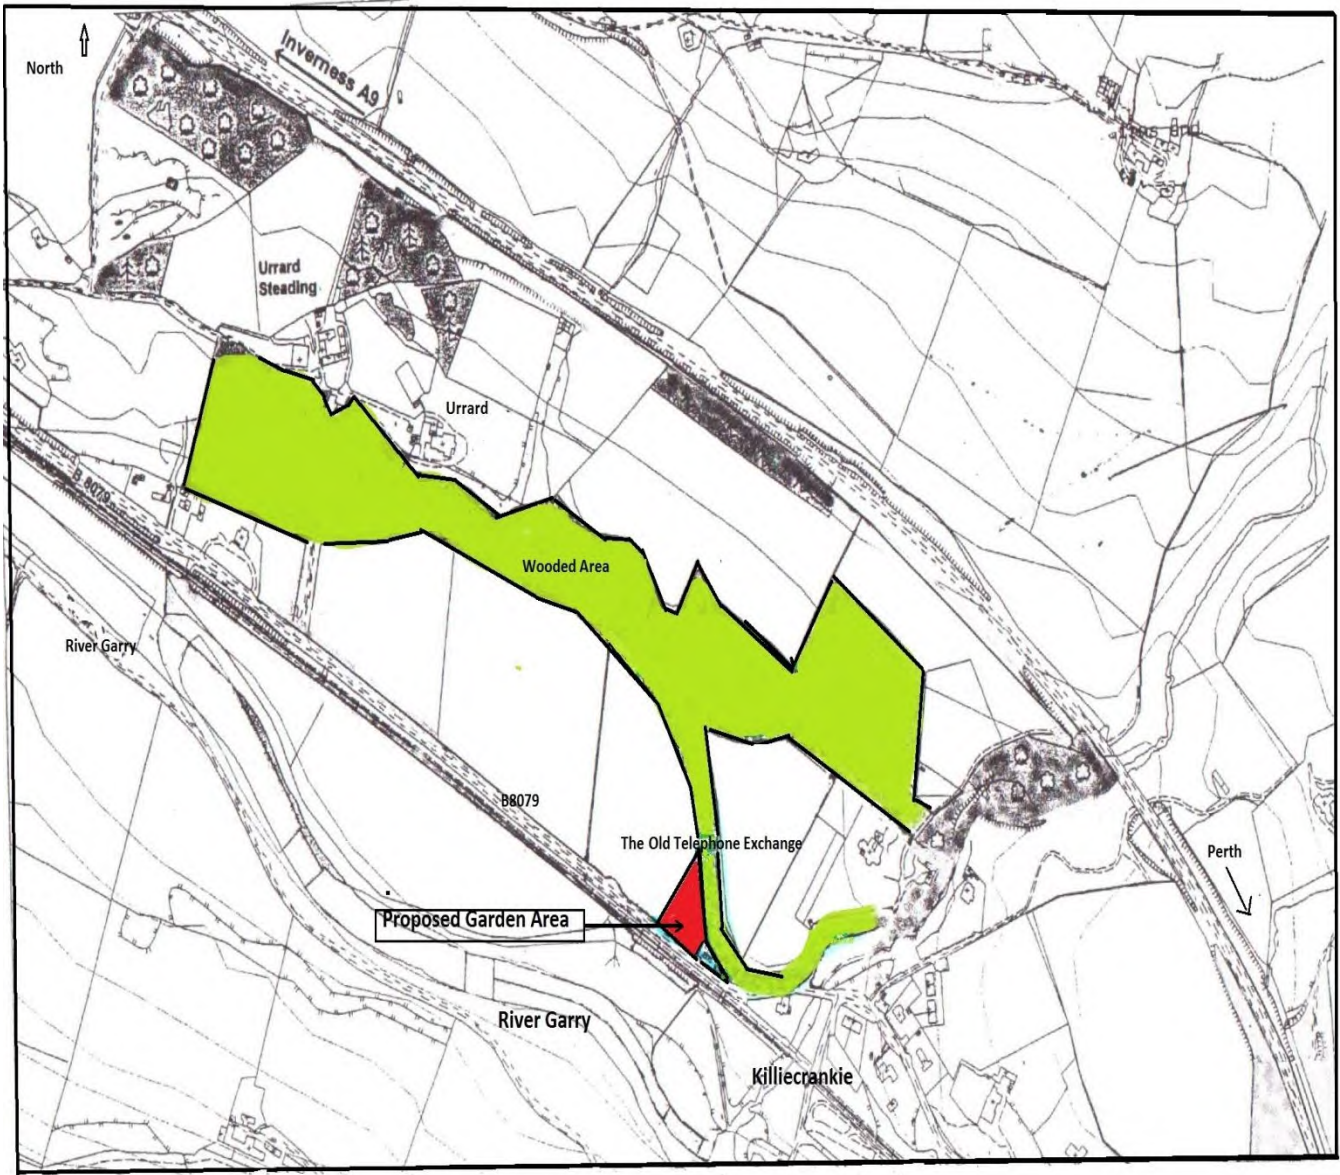 North
Inverness A9
Urrard
Steading
Urrard
B 8079
Wooded Area
River Garry
B8079
The Old Telephone Exchange
Perth
Proposed Garden Area
River Garry
Killiecrankie